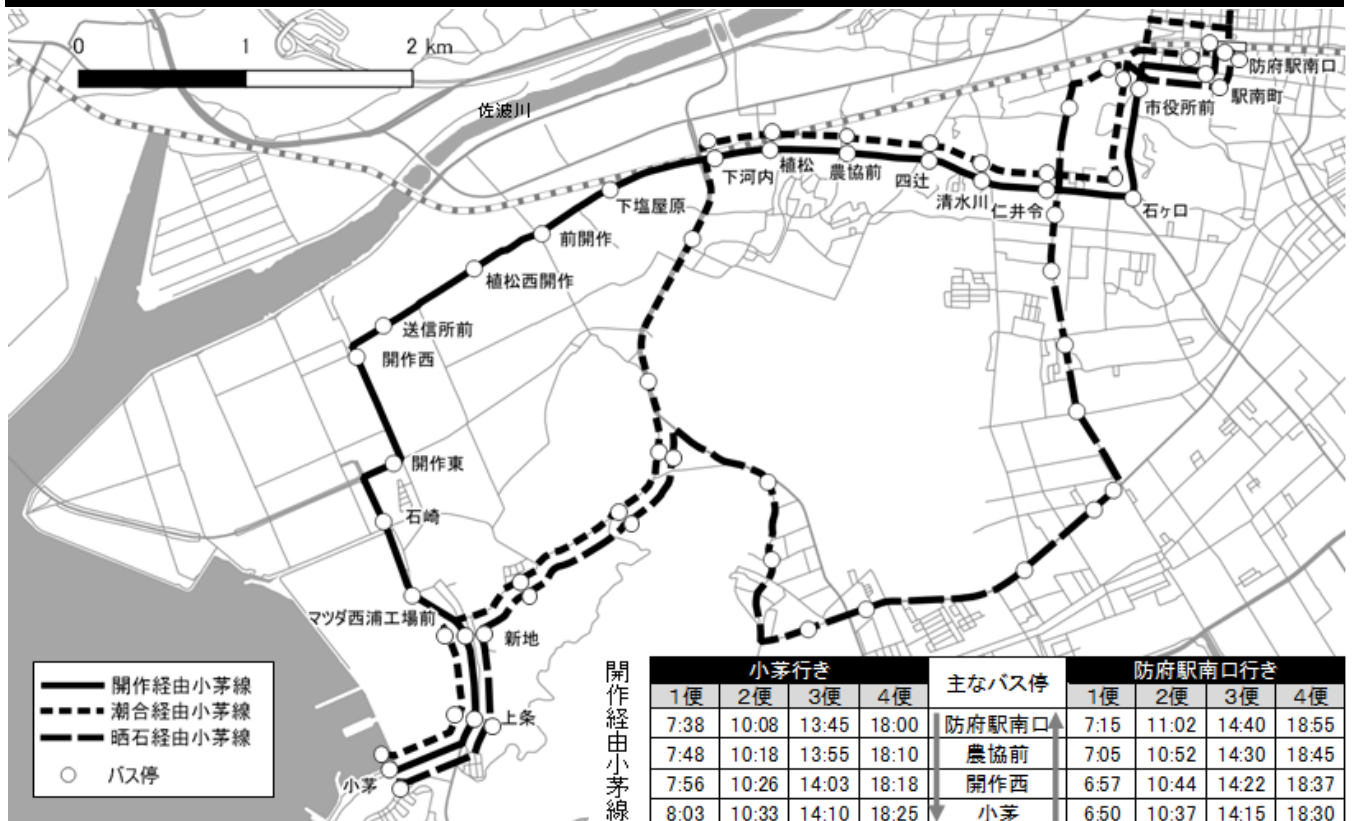 0 1 2 km
佐波川
防府駅南口
駅南町
市役所前
下河内
植松
農協前
四辻
清水川
仁井令
石ヶ口
下塩屋原
前開作
植松西開作
送信所前
開作西
開作東
石崎
マツダ西浦工場前
新地
上条
小茅
開作経由小茅線
潮合経由小茅線
晒石経由小茅線
バス停
開作経由小茅線
小茅行き 主なバス停 防府駅南口行き
1便 2便 3便 4便 1便 2便 3便 4便
7:38 10:08 13:45 18:00 防府駅南口 7:15 11:02 14:40 18:55
7:48 10:18 13:55 18:10 農協前 7:05 10:52 14:30 18:45
7:56 10:26 14:03 18:18 開作西 6:57 10:44 14:22 18:37
8:03 10:33 14:10 18:25 小茅 6:50 10:37 14:15 18:30